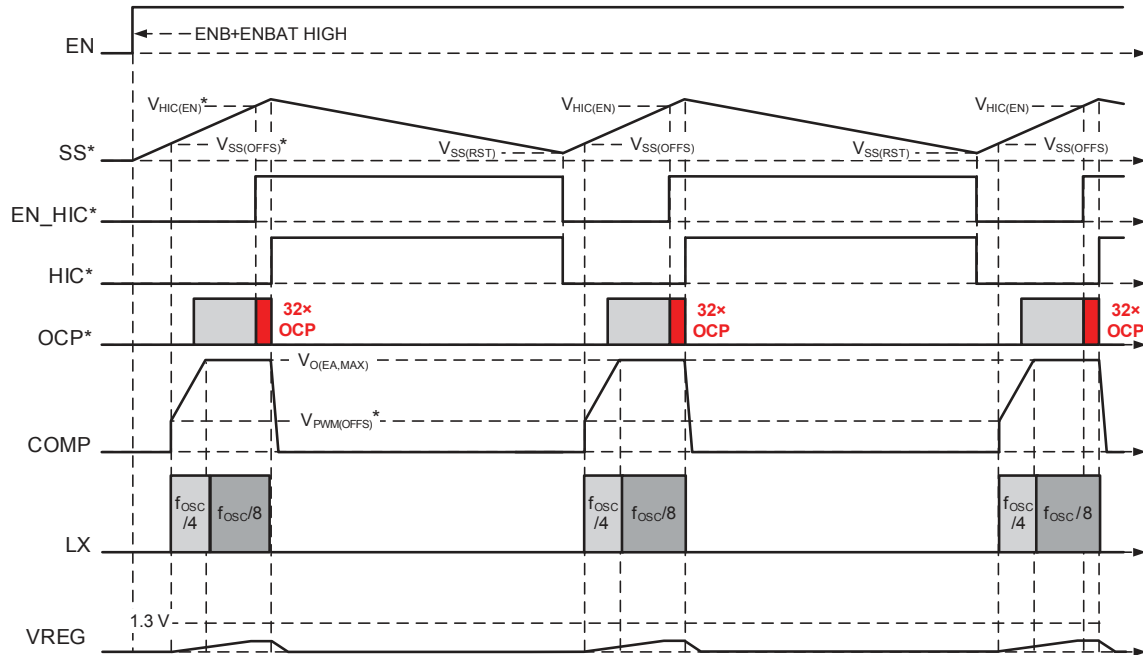 EN
ENB+ENBAT HIGH
VHIC(EN)* VHIC(EN) VHIC(EN)
VSS(OFFS)* VSS(OFFS) VSS(OFFS)
SS* VSS(RST) VSS(RST)
EN_HIC*
HIC*
OCP* 32× OCP 32× OCP 32× OCP
VO(EA,MAX)
VPWM(OFFS)*
COMP
fOSC/4 fOSC/8 fOSC/4 fOSC/8 fOSC/4 fOSC/8
LX
1.3 V
VREG